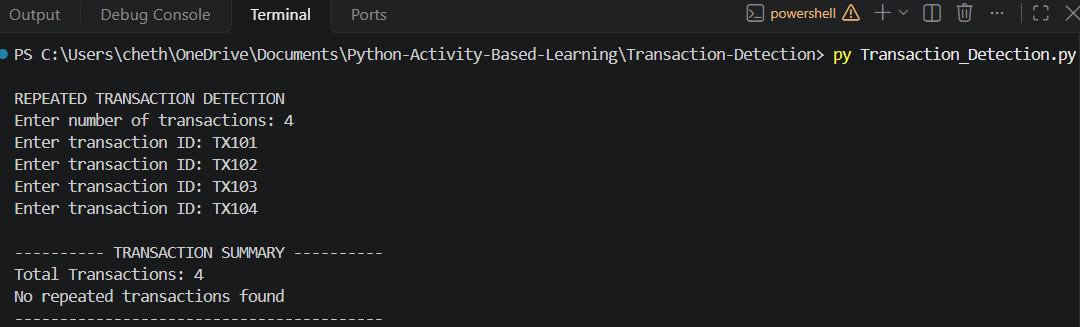 Output Debug Console Terminal Ports powershell
PS C:\Users\cheth\OneDrive\Documents\Python-Activity-Based-Learning\Transaction-Detection> py Transaction_Detection.py
REPEATED TRANSACTION DETECTION
Enter number of transactions: 4
Enter transaction ID: TX101
Enter transaction ID: TX102
Enter transaction ID: TX103
Enter transaction ID: TX104
---------- TRANSACTION SUMMARY ----------
Total Transactions: 4
No repeated transactions found
-----------------------------------------